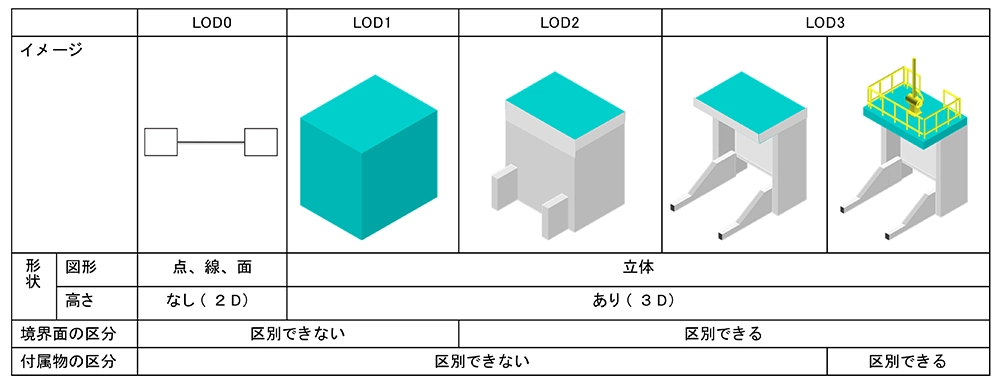 LOD0 LOD1 LOD2 LOD3
イメージ
形状 図形 点、線、面 立体
高さ なし(2D) あり(3D)
境界面の区分 区別できない 区別できる
付属物の区分 区別できない 区別できる